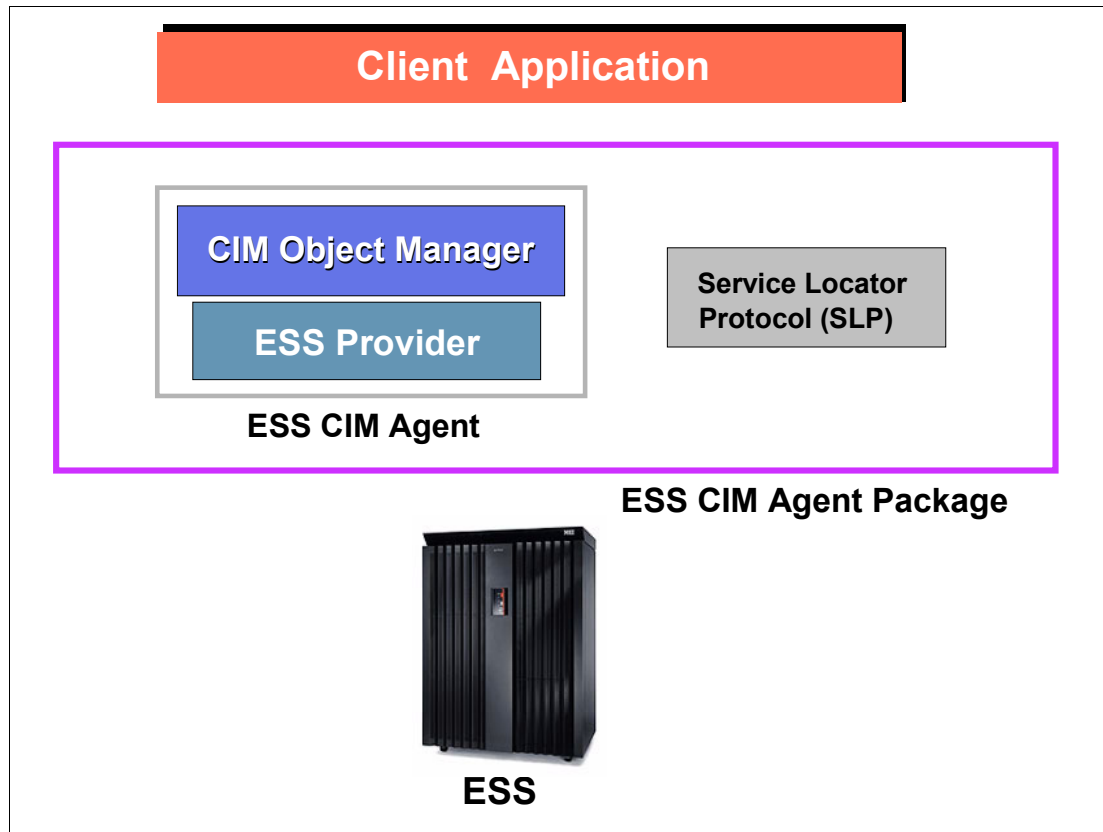 Client Application
CIM Object Manager
ESS Provider
Service Locator
Protocol (SLP)
ESS CIM Agent
ESS CIM Agent Package
ESS